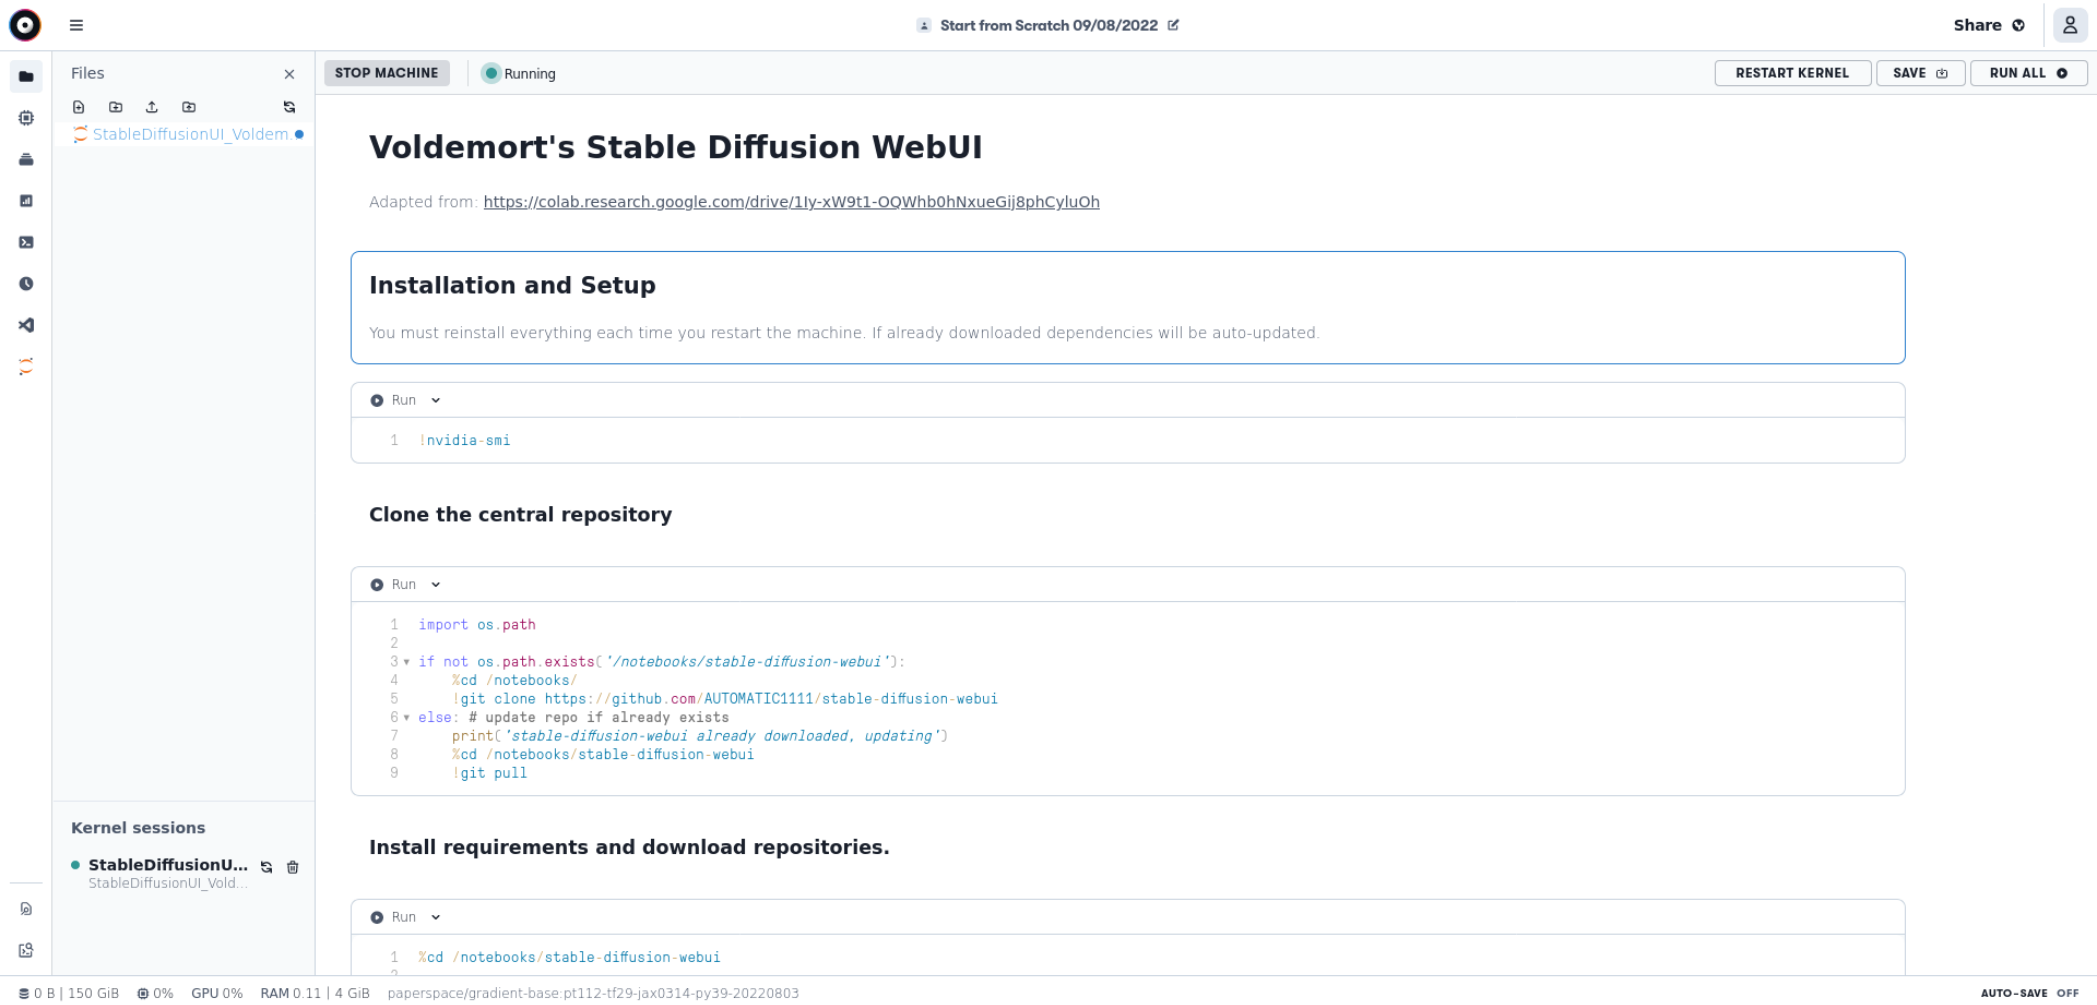 Start from Scratch 09/08/2022
Share
Files
STOP MACHINE
Running
RESTART KERNEL
SAVE
RUN ALL
StableDiffusionUI_Voldem.
Voldemort's Stable Diffusion WebUI
Adapted from: https://colab.research.google.com/drive/1Iy-xW9t1-OQWhb0hNxueGij8phCyluOh
Installation and Setup
You must reinstall everything each time you restart the machine. If already downloaded dependencies will be auto-updated.
Run
1 !nvidia-smi
Clone the central repository
Run
1 import os.path
2
3 if not os.path.exists('/notebooks/stable-diffusion-webui'):
4 %cd /notebooks/
5 !git clone https://github.com/AUTOMATIC1111/stable-diffusion-webui
6 else: # update repo if already exists
7 print('stable-diffusion-webui already downloaded, updating')
8 %cd /notebooks/stable-diffusion-webui
9 !git pull
Install requirements and download repositories.
Run
1 %cd /notebooks/stable-diffusion-webui
2
Kernel sessions
StableDiffusionU...
StableDiffusionUI_Vold...
0 B | 150 GiB
0%
GPU 0%
RAM 0.11 | 4 GiB
paperspace/gradient-base:pt112-tf29-jax0314-py39-20220803
AUTO-SAVE OFF